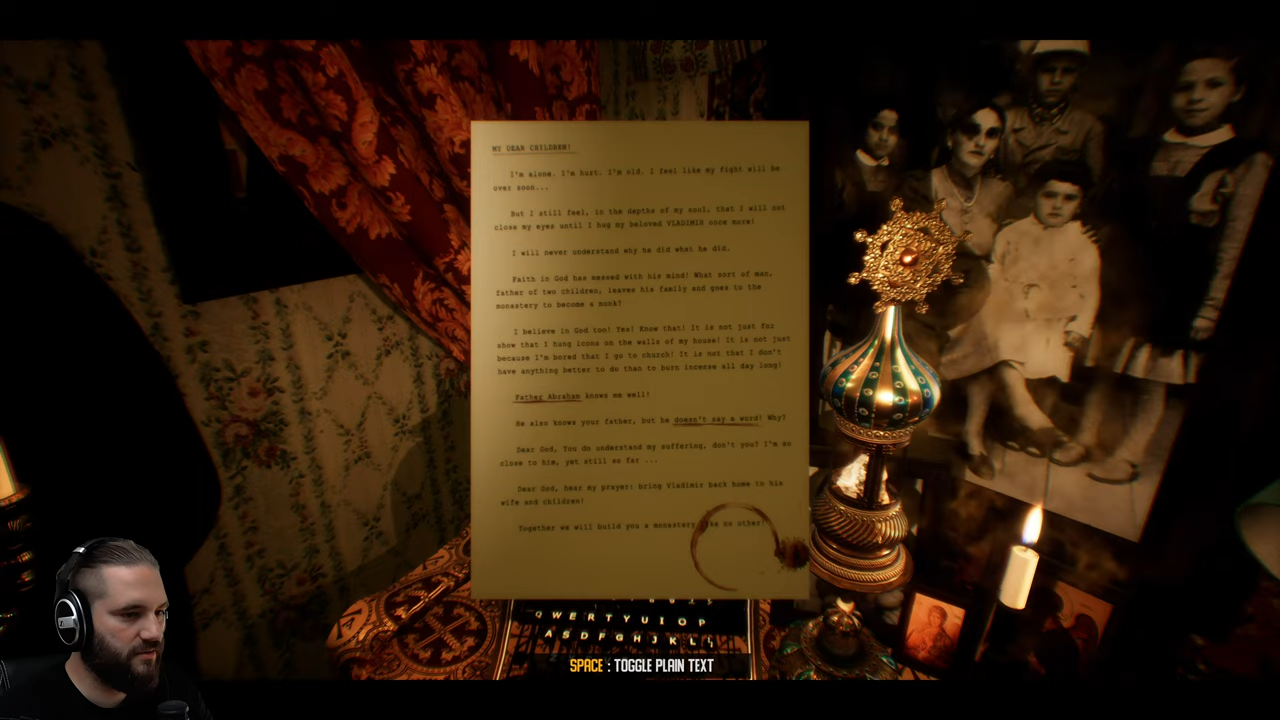 MY DEAR CHILDREN!
I'm alone. I'm hurt. I'm old. I feel like my fight will be
over soon...
But I still feel, in the depths of my soul, that I will not
close my eyes until I hug my beloved VLADIMIR once more!
I will never understand why he did what he did.
Faith in God has messed with his mind! What sort of man,
father of two children, leaves his family and goes to the
monastery to become a monk?
I believe in God too! Yes! Know that! It is not just for
show that I hung icons on the walls of my house! It is not just
because I'm bored that I go to church! It is not that I don't
have anything better to do than to burn incense all day long!
Father Abraham knows me well!
He also knows your father, but he doesn't say a word! Why?
Dear God, You do understand my suffering, don't you? I'm so
close to him, yet still so far ...
Dear God, hear my prayer: bring Vladimir back home to his
wife and children!
Together we will build you a monastery like no other!
Q W E R T Y U I O P
A S D F G H J K L ;
SPACE : TOGGLE PLAIN TEXT